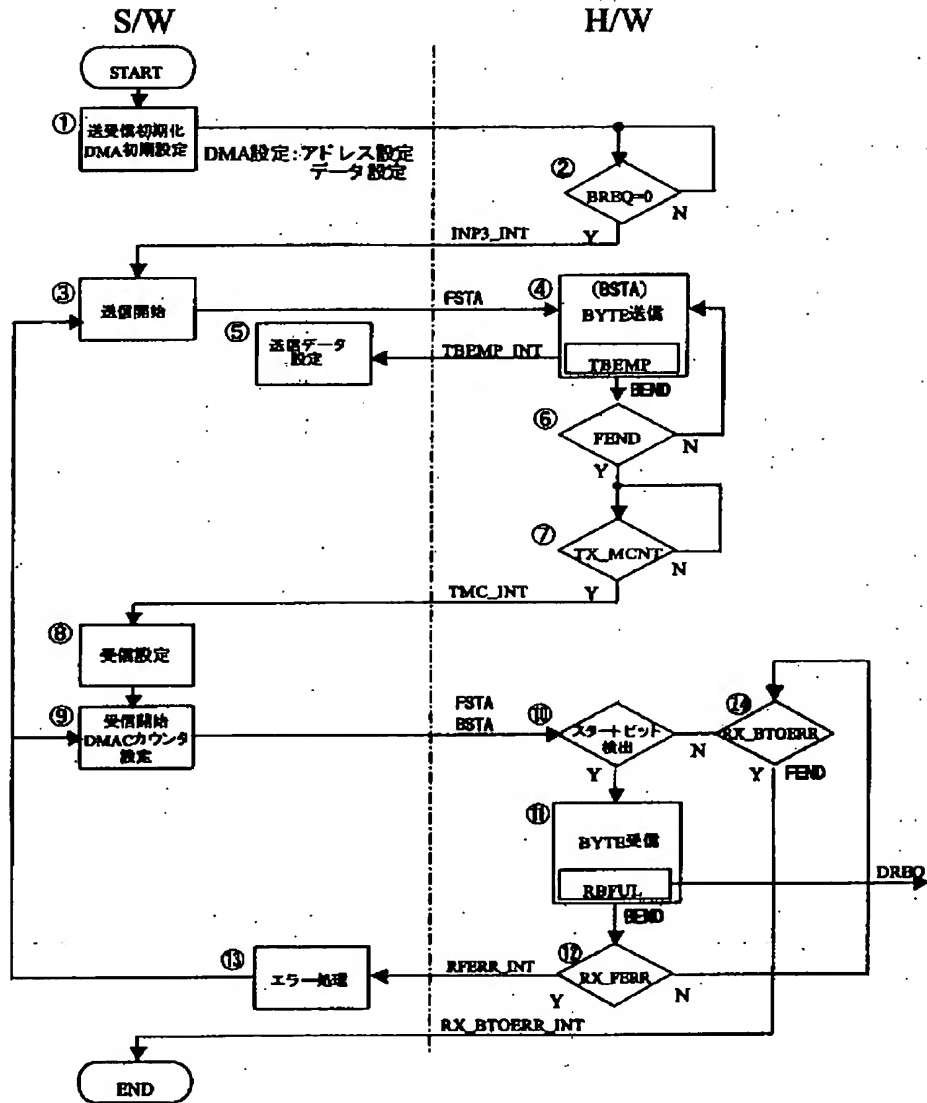 S/W
H/W
START
①
送受信初期化
DMA初期設定
DMA設定:アドレス設定
データ設定
②
BREQ=0
N
Y
INP3_INT
③
送信開始
FSTA
④
(BSTA)
BYTE送信
TBEMP
⑤
送信データ
設定
TBEMP_INT
BEND
⑥
FEND
N
Y
⑦
TX_MCNT
N
Y
TMC_INT
⑧
受信設定
⑨
受信開始
DMACカウンタ
設定
FSTA
BSTA
⑩
スタートビット
検出
N
Y
⑭
RX_BTOERR
Y
FEND
⑪
BYTE受信
RBFUL
DREQ
BEND
⑫
RX_FERR
Y
N
RFERR_INT
⑬
エラー処理
RX_BTOERR_INT
END